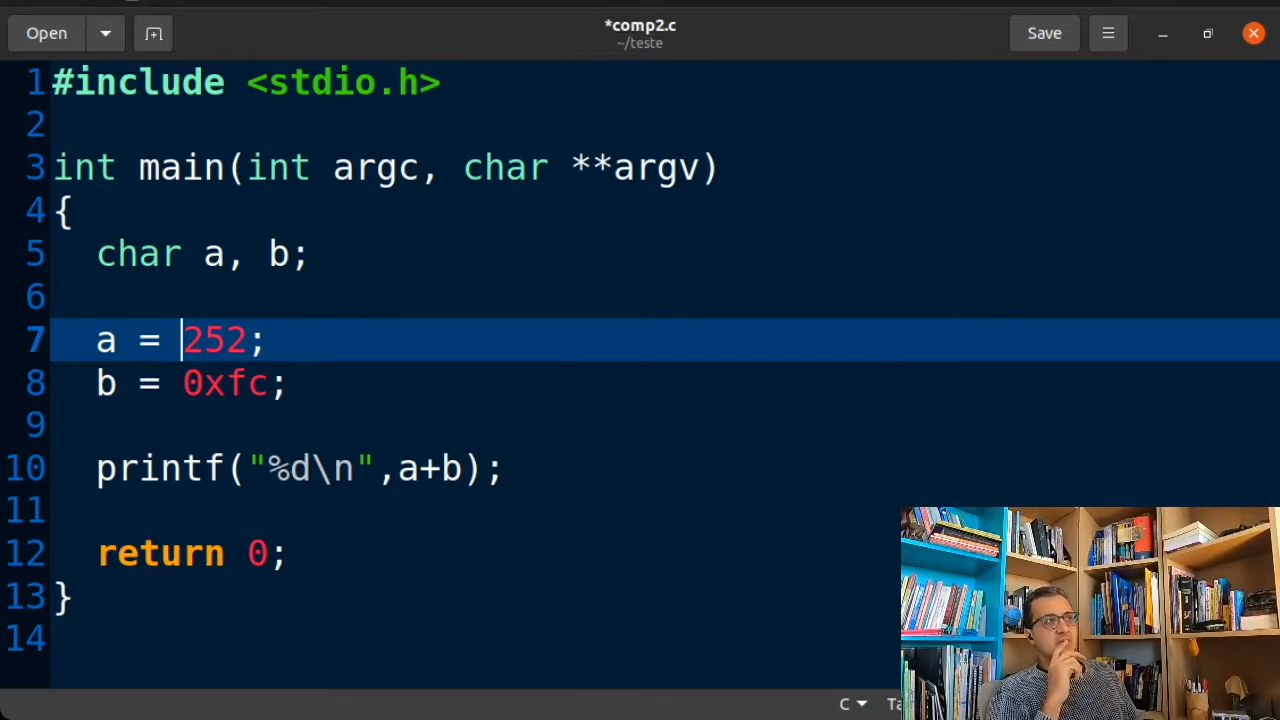 Open
*comp2.c
~/teste
Save
1 #include <stdio.h>
2
3 int main(int argc, char **argv)
4 {
5 char a, b;
6
7 a = 252;
8 b = 0xfc;
9
10 printf("%d\n",a+b);
11
12 return 0;
13 }
14
C